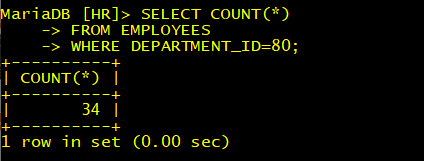 MariaDB [HR]> SELECT COUNT(*)
    -> FROM EMPLOYEES
    -> WHERE DEPARTMENT_ID=80;
+----------+
| COUNT(*) |
+----------+
|       34 |
+----------+
1 row in set (0.00 sec)